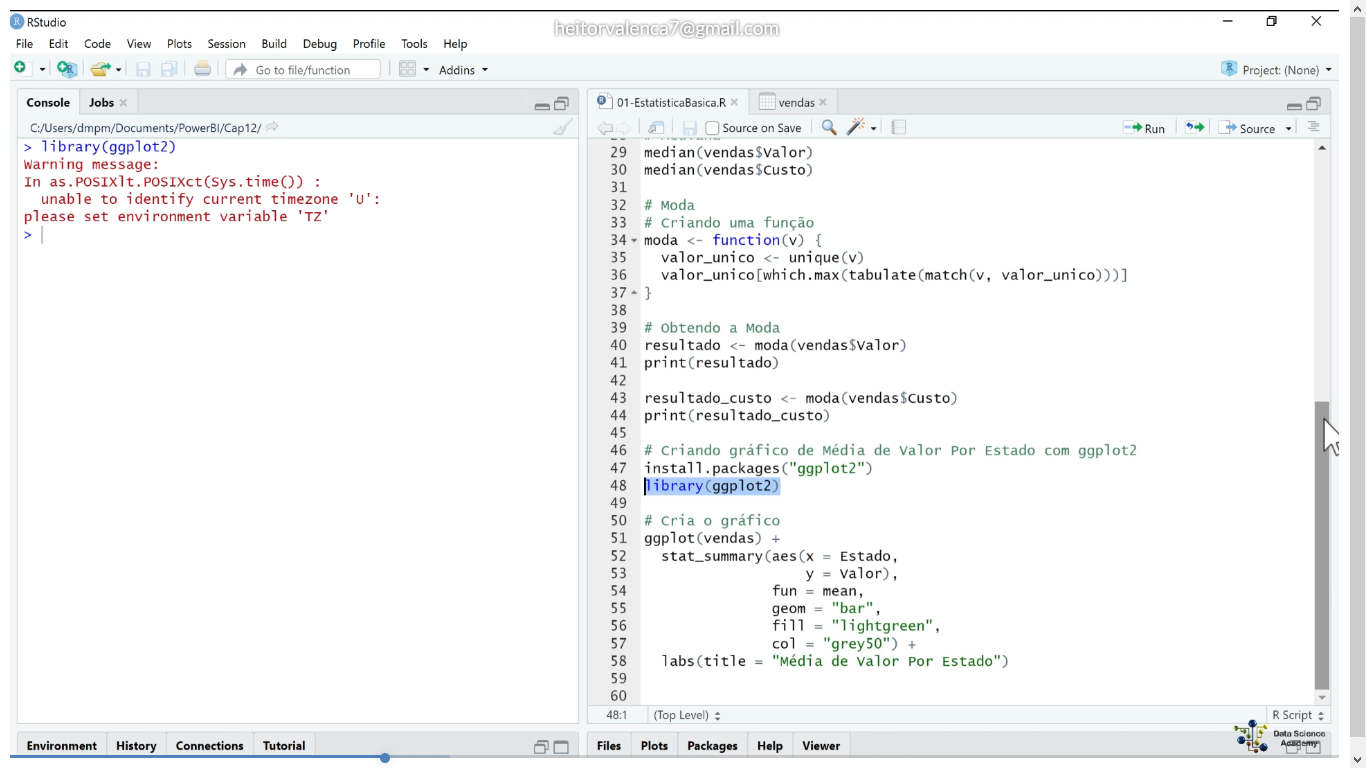 RStudio
heitorvalenca7@gmail.com
File Edit Code View Plots Session Build Debug Profile Tools Help
Go to file/function
Addins
Project: (None)
Console Jobs
C:/Users/dmpm/Documents/PowerBI/Cap12/
> library(ggplot2)
Warning message:
In as.POSIXlt.POSIXct(Sys.time()) :
  unable to identify current timezone 'U':
please set environment variable 'TZ'
>
01-EstatisticaBasica.R vendas
Source on Save Run Source
29 median(vendas$Valor)
30 median(vendas$Custo)
31
32 # Moda
33 # Criando uma função
34 moda <- function(v) {
35   valor_unico <- unique(v)
36   valor_unico[which.max(tabulate(match(v, valor_unico)))]
37 }
38
39 # Obtendo a Moda
40 resultado <- moda(vendas$Valor)
41 print(resultado)
42
43 resultado_custo <- moda(vendas$Custo)
44 print(resultado_custo)
45
46 # Criando gráfico de Média de Valor Por Estado com ggplot2
47 install.packages("ggplot2")
48 library(ggplot2)
49
50 # Cria o gráfico
51 ggplot(vendas) +
52   stat_summary(aes(x = Estado,
53                    y = Valor),
54                fun = mean,
55                geom = "bar",
56                fill = "lightgreen",
57                col = "grey50") +
58   labs(title = "Média de Valor Por Estado")
59
60
48:1 (Top Level) R Script
Environment History Connections Tutorial
Files Plots Packages Help Viewer
Data Science
Academy